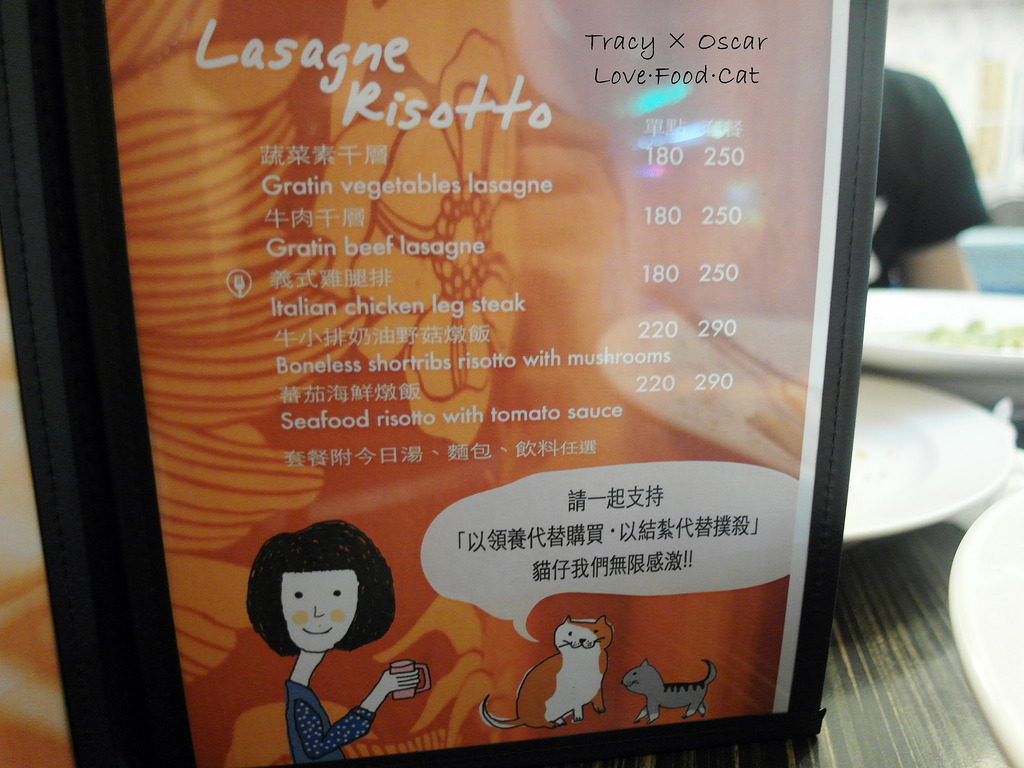 Tracy × Oscar
Love·Food·Cat
Lasagne
Risotto
單點 套餐
蔬菜素千層 180 250
Gratin vegetables lasagne
牛肉千層 180 250
Gratin beef lasagne
義式雞腿排 180 250
Italian chicken leg steak
牛小排奶油野菇燉飯 220 290
Boneless shortribs risotto with mushrooms
蕃茄海鮮燉飯 220 290
Seafood risotto with tomato sauce
套餐附今日湯、麵包、飲料任選
請一起支持
「以領養代替購買·以結紮代替撲殺」
貓仔我們無限感激!!